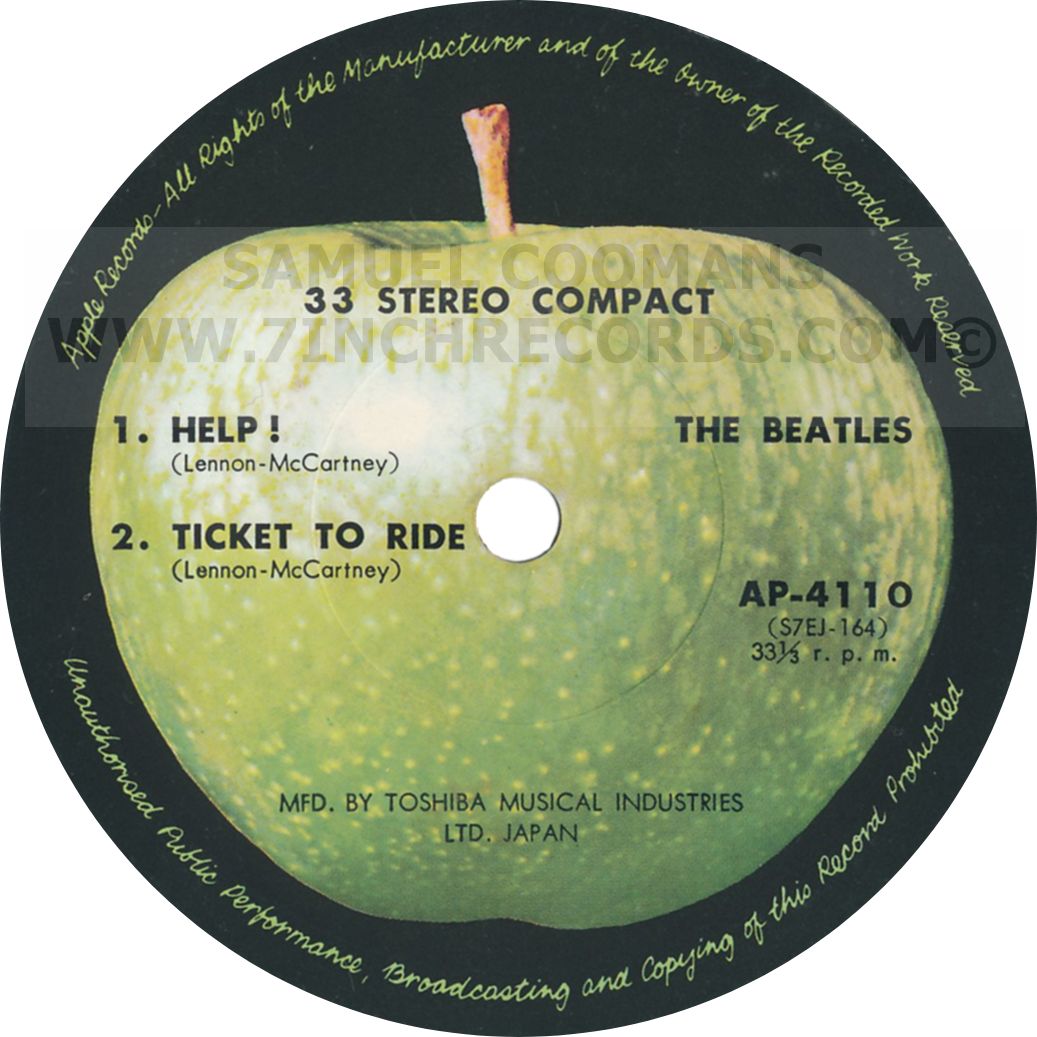 Apple Records - All Rights of the Manufacturer and of the Owner of the Recorded Work Reserved
SAMUEL COOMANS
33 STEREO COMPACT
WWW.7INCHRECORDS.COM©
1. HELP! THE BEATLES
(Lennon-McCartney)
2. TICKET TO RIDE
(Lennon-McCartney)
AP-4110
(S7EJ-164)
33⅓ r. p. m.
MFD. BY TOSHIBA MUSICAL INDUSTRIES
LTD. JAPAN
Unauthorised Public Performance, Broadcasting and Copying of this Record Prohibited